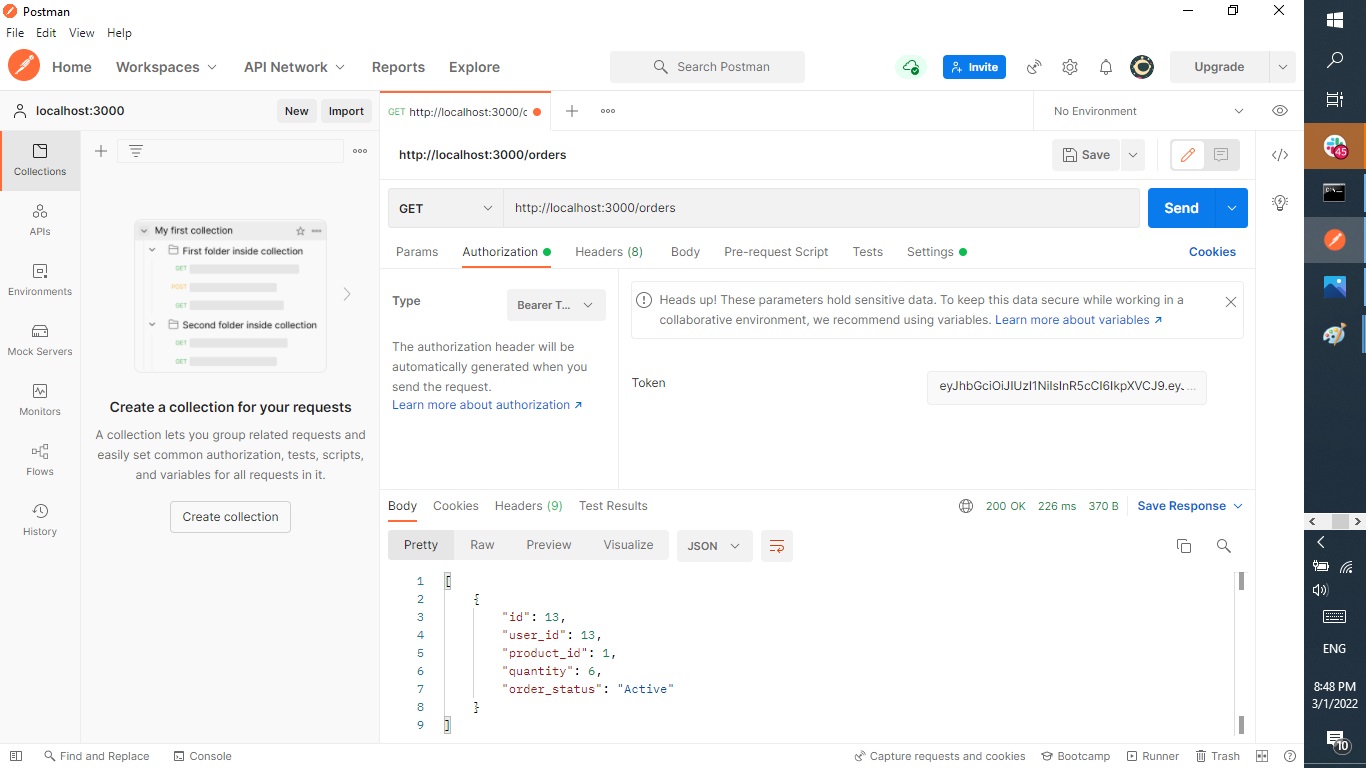 Postman
File Edit View Help
Home Workspaces API Network Reports Explore Search Postman Invite Upgrade
localhost:3000 New Import GET http://localhost:3000/c No Environment
Collections
APIs
Environments
Mock Servers
Monitors
Flows
History
My first collection
First folder inside collection
GET
POST
GET
Second folder inside collection
GET
GET
Create a collection for your requests
A collection lets you group related requests and
easily set common authorization, tests, scripts,
and variables for all requests in it.
Create collection
http://localhost:3000/orders Save
GET http://localhost:3000/orders Send
Params Authorization Headers (8) Body Pre-request Script Tests Settings Cookies
Type Bearer T...
The authorization header will be
automatically generated when you
send the request.
Learn more about authorization ↗
Heads up! These parameters hold sensitive data. To keep this data secure while working in a
collaborative environment, we recommend using variables. Learn more about variables ↗
Token eyJhbGciOiJIUzI1NiIsInR5cCI6IkpXVCJ9.eyJ...
Body Cookies Headers (9) Test Results 200 OK 226 ms 370 B Save Response
Pretty Raw Preview Visualize JSON
1 [
2 {
3 "id": 13,
4 "user_id": 13,
5 "product_id": 1,
6 "quantity": 6,
7 "order_status": "Active"
8 }
9 ]
Find and Replace Console Capture requests and cookies Bootcamp Runner Trash
45
ENG
8:48 PM
3/1/2022
10